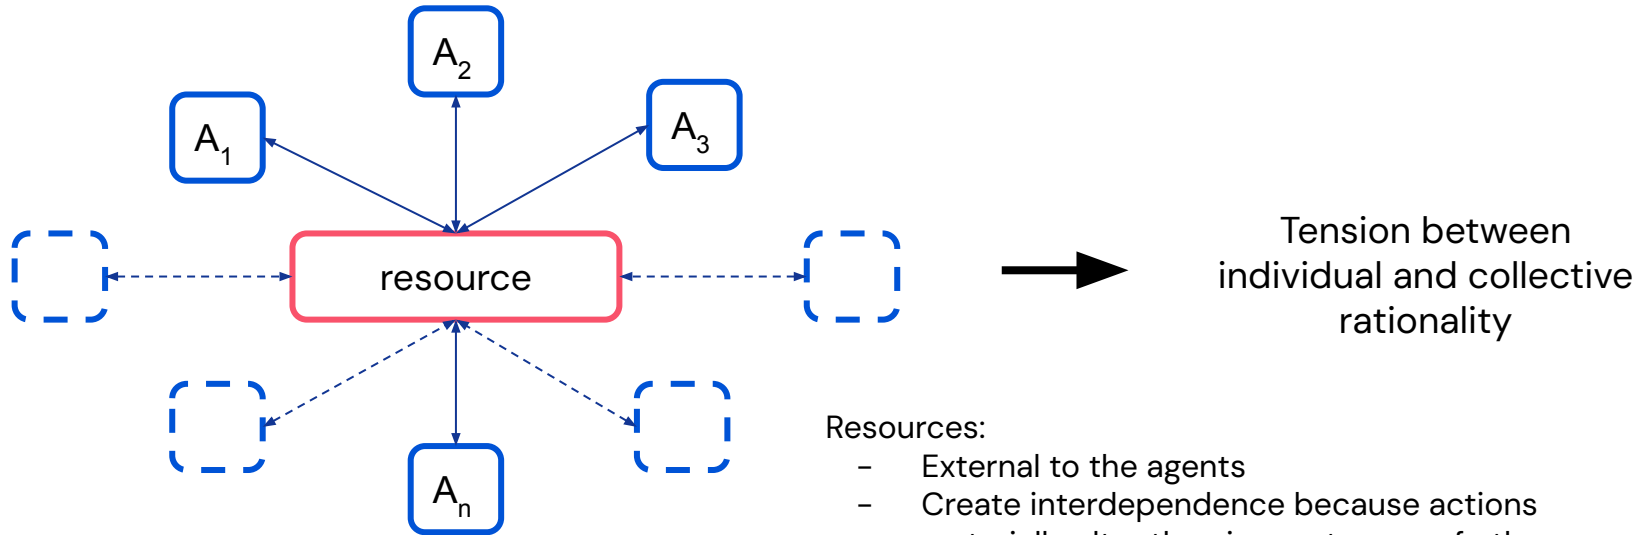 A2
A1
A3
resource
An
Tension between
individual and collective
rationality
Resources:
- External to the agents
- Create interdependence because actions